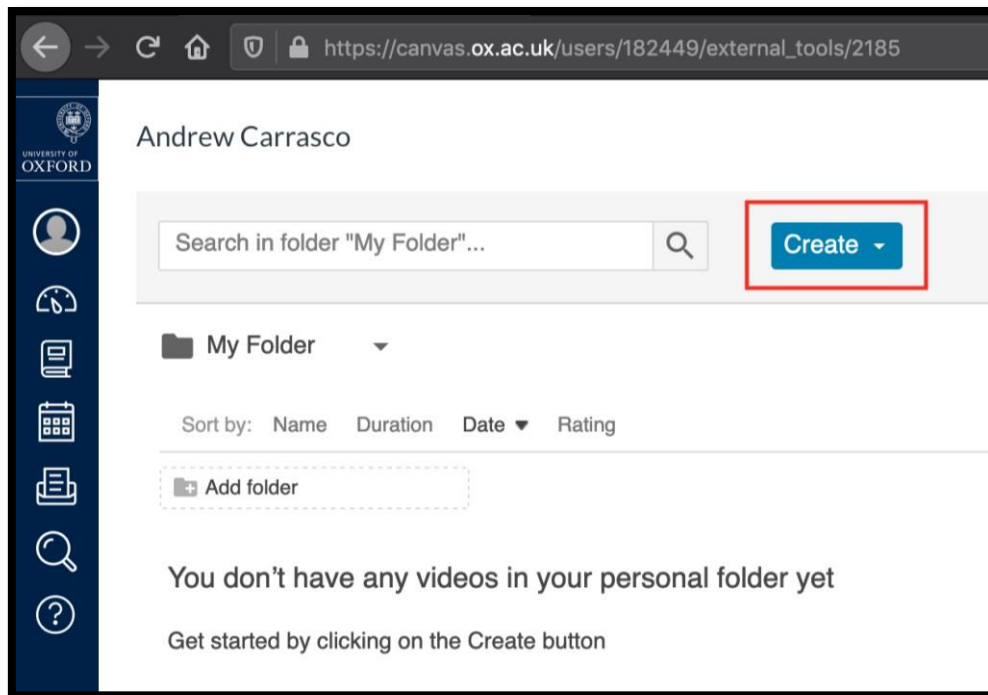 https://canvas.ox.ac.uk/users/182449/external_tools/2185
UNIVERSITY OF
OXFORD
Andrew Carrasco
Search in folder "My Folder"...
Create
My Folder
Sort by: Name Duration Date Rating
Add folder
You don't have any videos in your personal folder yet
Get started by clicking on the Create button